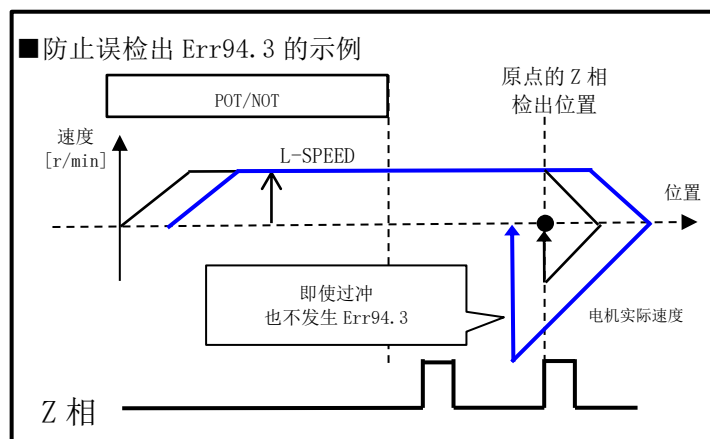 ■防止误检出 Err94.3 的示例
POT/NOT
原点的 Z 相
检出位置
速度
[r/min]
L-SPEED
位置
即使过冲
也不发生 Err94.3
电机实际速度
Z 相